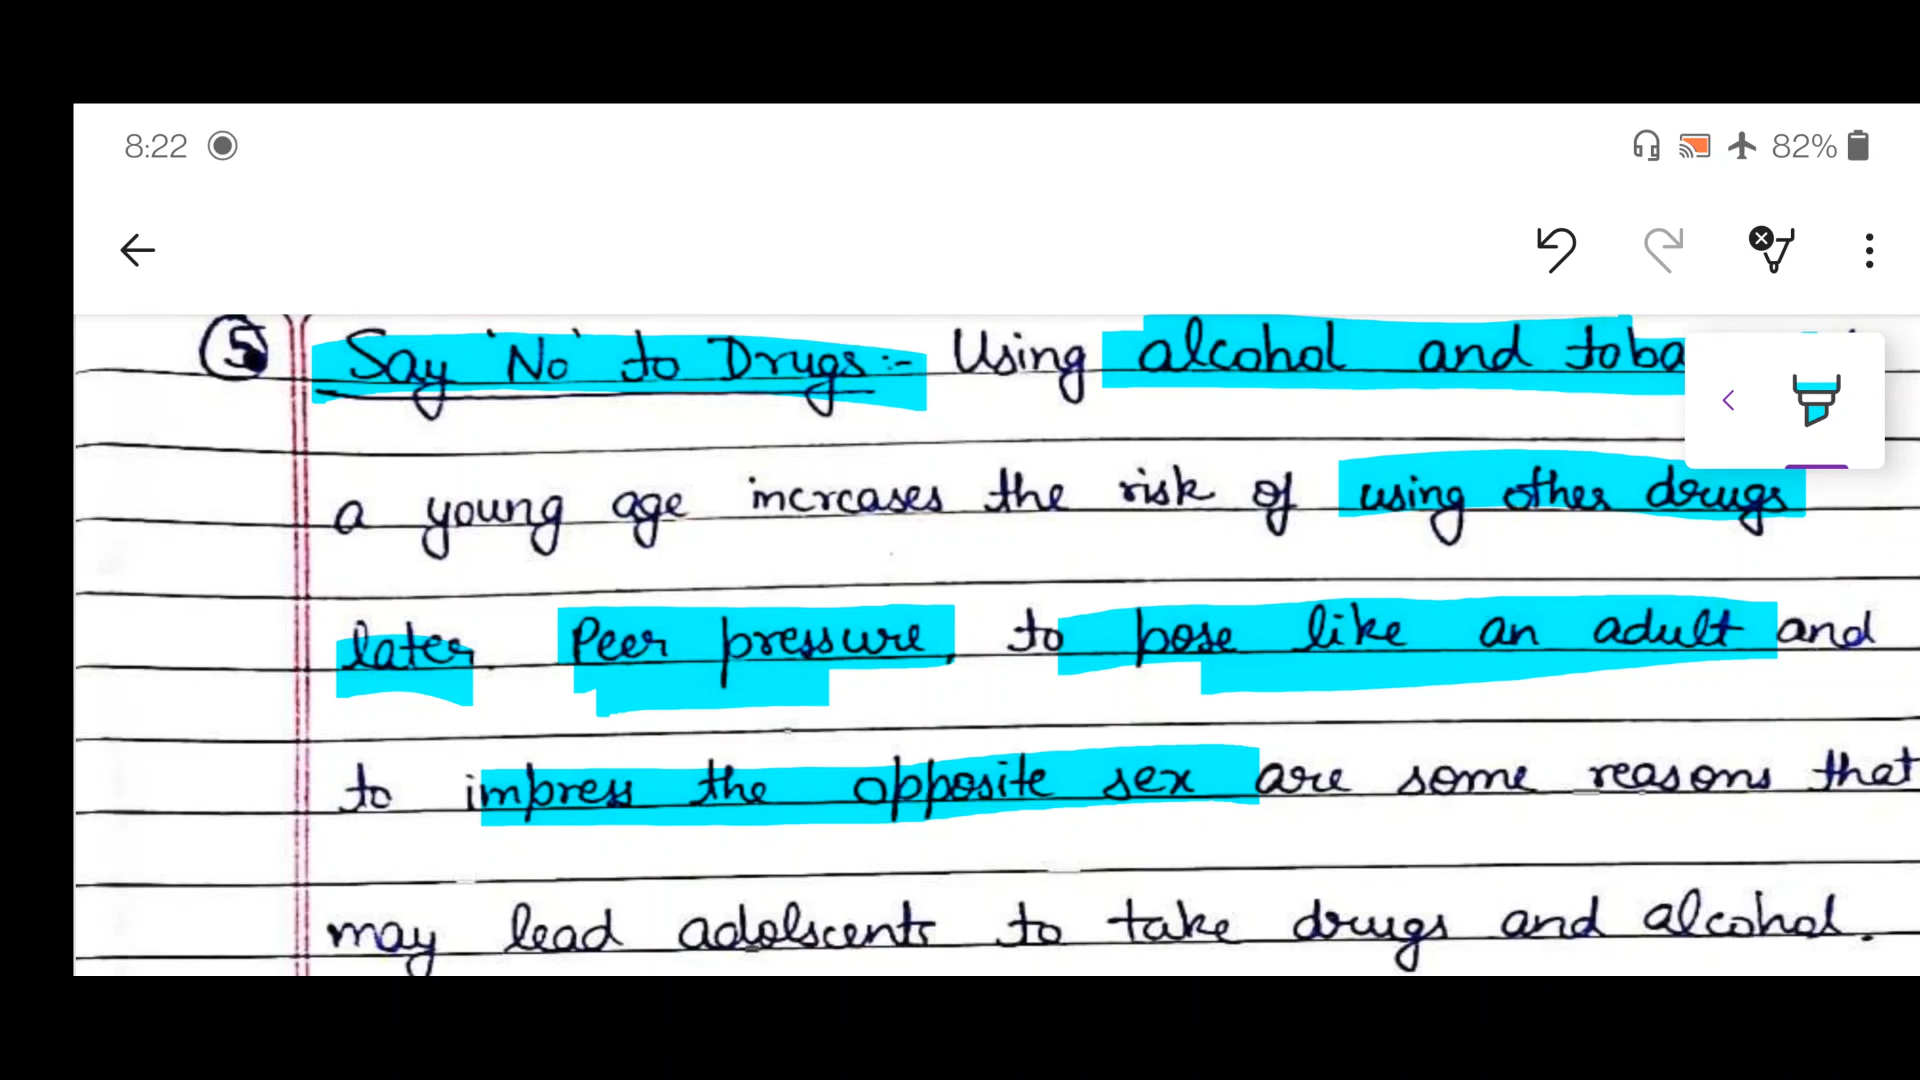 8:22 82%
⑤ Say 'No' to Drugs :- Using alcohol and toba
a young age increases the risk of using other drugs
later. Peer pressure, to pose like an adult and
to impress the opposite sex are some reasons that
may lead adolscents to take drugs and alcohol.